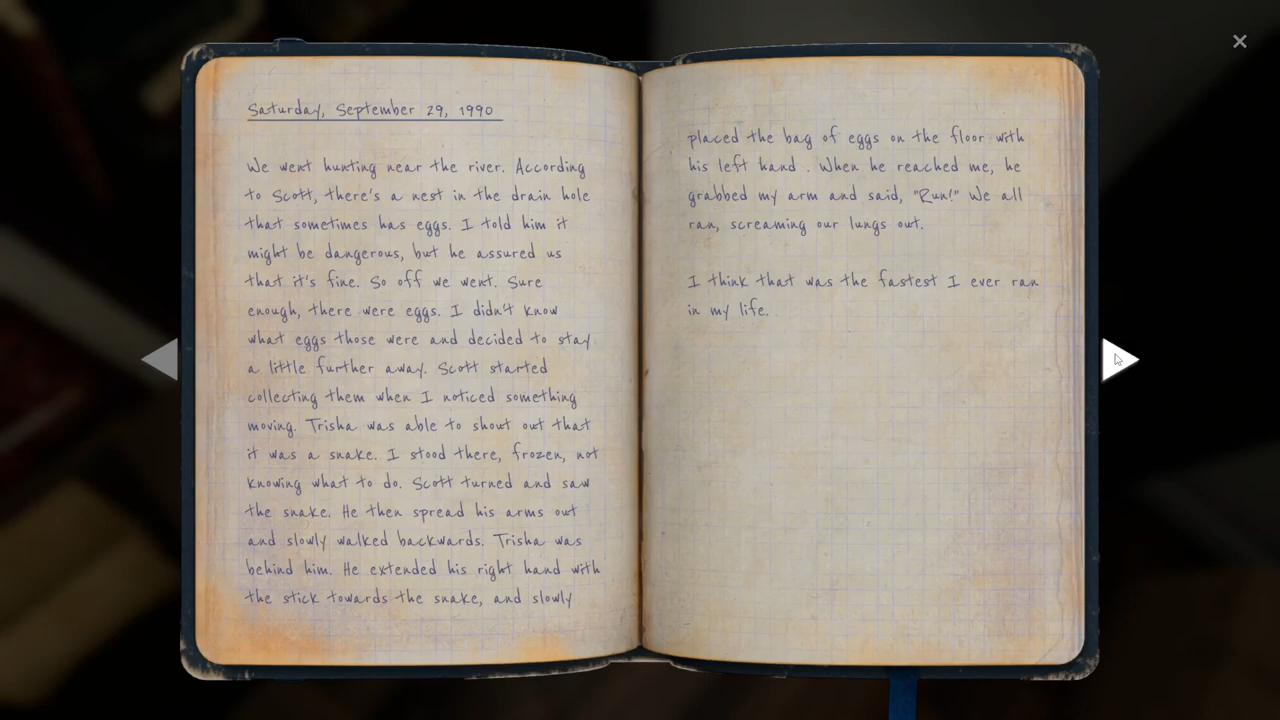 Saturday, September 29, 1990
We went hunting near the river. According
to Scott, there's a nest in the drain hole
that sometimes has eggs. I told him it
might be dangerous, but he assured us
that it's fine. So off we went. Sure
enough, there were eggs. I didn't know
what eggs those were and decided to stay
a little further away. Scott started
collecting them when I noticed something
moving. Trisha was able to shout out that
it was a snake. I stood there, frozen, not
knowing what to do. Scott turned and saw
the snake. He then spread his arms out
and slowly walked backwards. Trisha was
behind him. He extended his right hand with
the stick towards the snake, and slowly
placed the bag of eggs on the floor with
his left hand. When he reached me, he
grabbed my arm and said, "Run!" We all
ran, screaming our lungs out.
I think that was the fastest I ever ran
in my life.